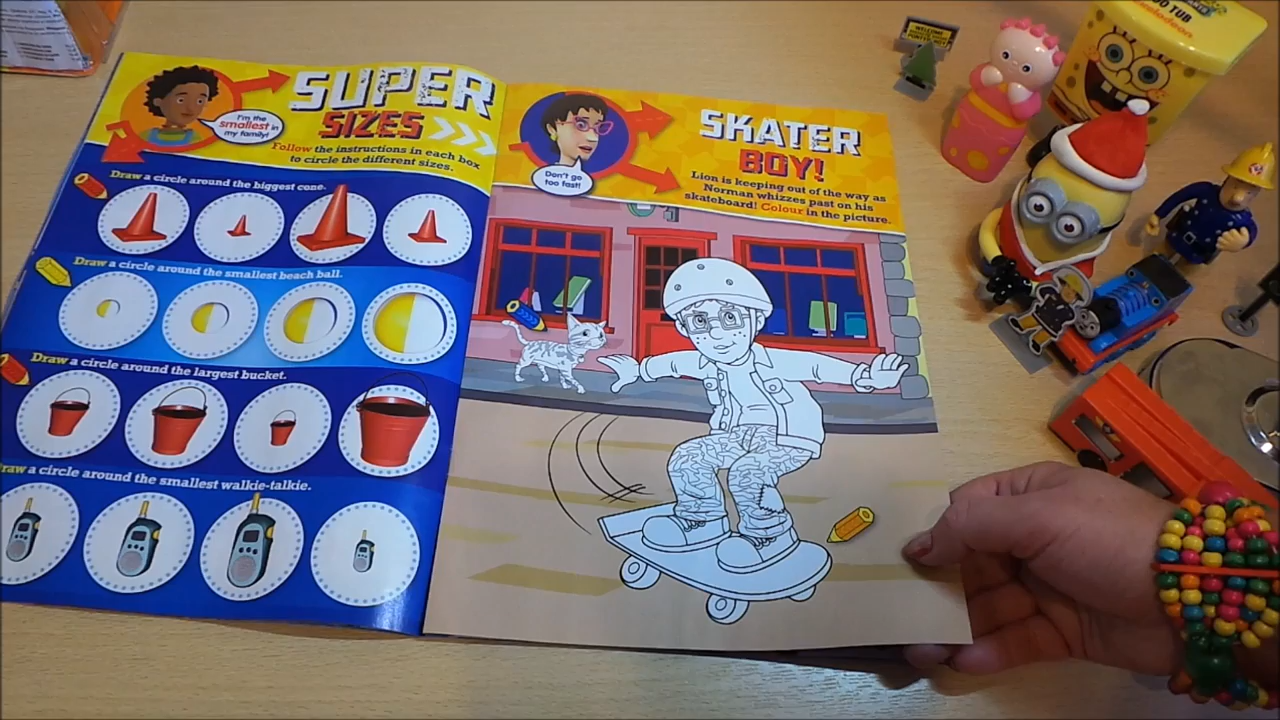 SUPER
SIZES
I'm the
smallest in
my family!
Follow the instructions in each box
to circle the different sizes.
Draw a circle around the biggest cone.
Draw a circle around the smallest beach ball.
Draw a circle around the largest bucket.
Draw a circle around the smallest walkie-talkie.
SKATER
BOY!
Don't go
too fast!
Lion is keeping out of the way as
Norman whizzes past on his
skateboard! Colour in the picture.
WELCOME
TUB
nickelodeon